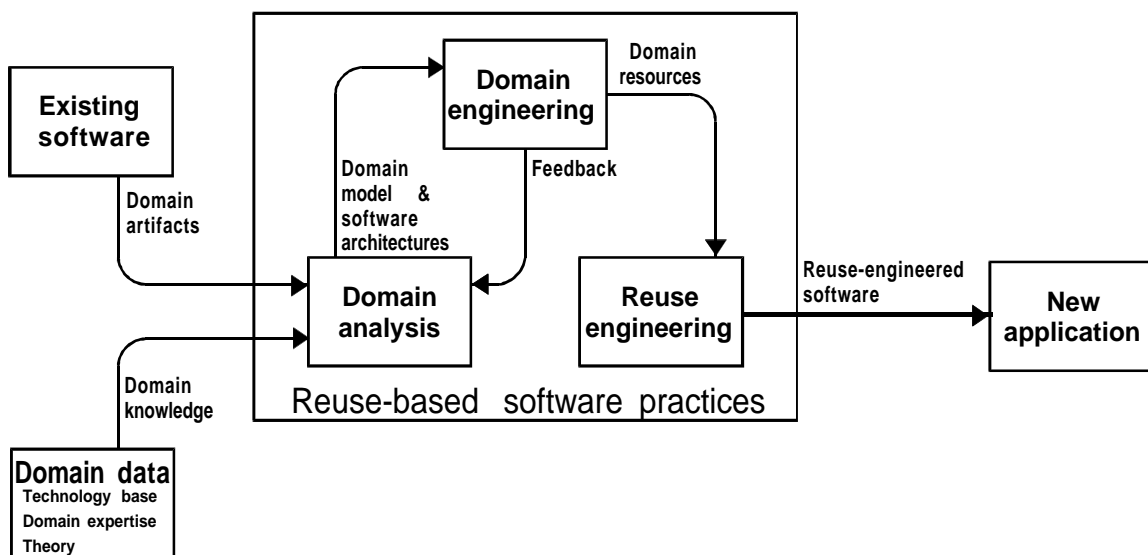 Existing
software
Domain
artifacts
Domain data
Technology base
Domain expertise
Theory
Domain
knowledge
Domain
engineering
Domain
model &
software
architectures
Feedback
Domain
resources
Domain
analysis
Reuse
engineering
Reuse-based software practices
Reuse-engineered
software
New
application